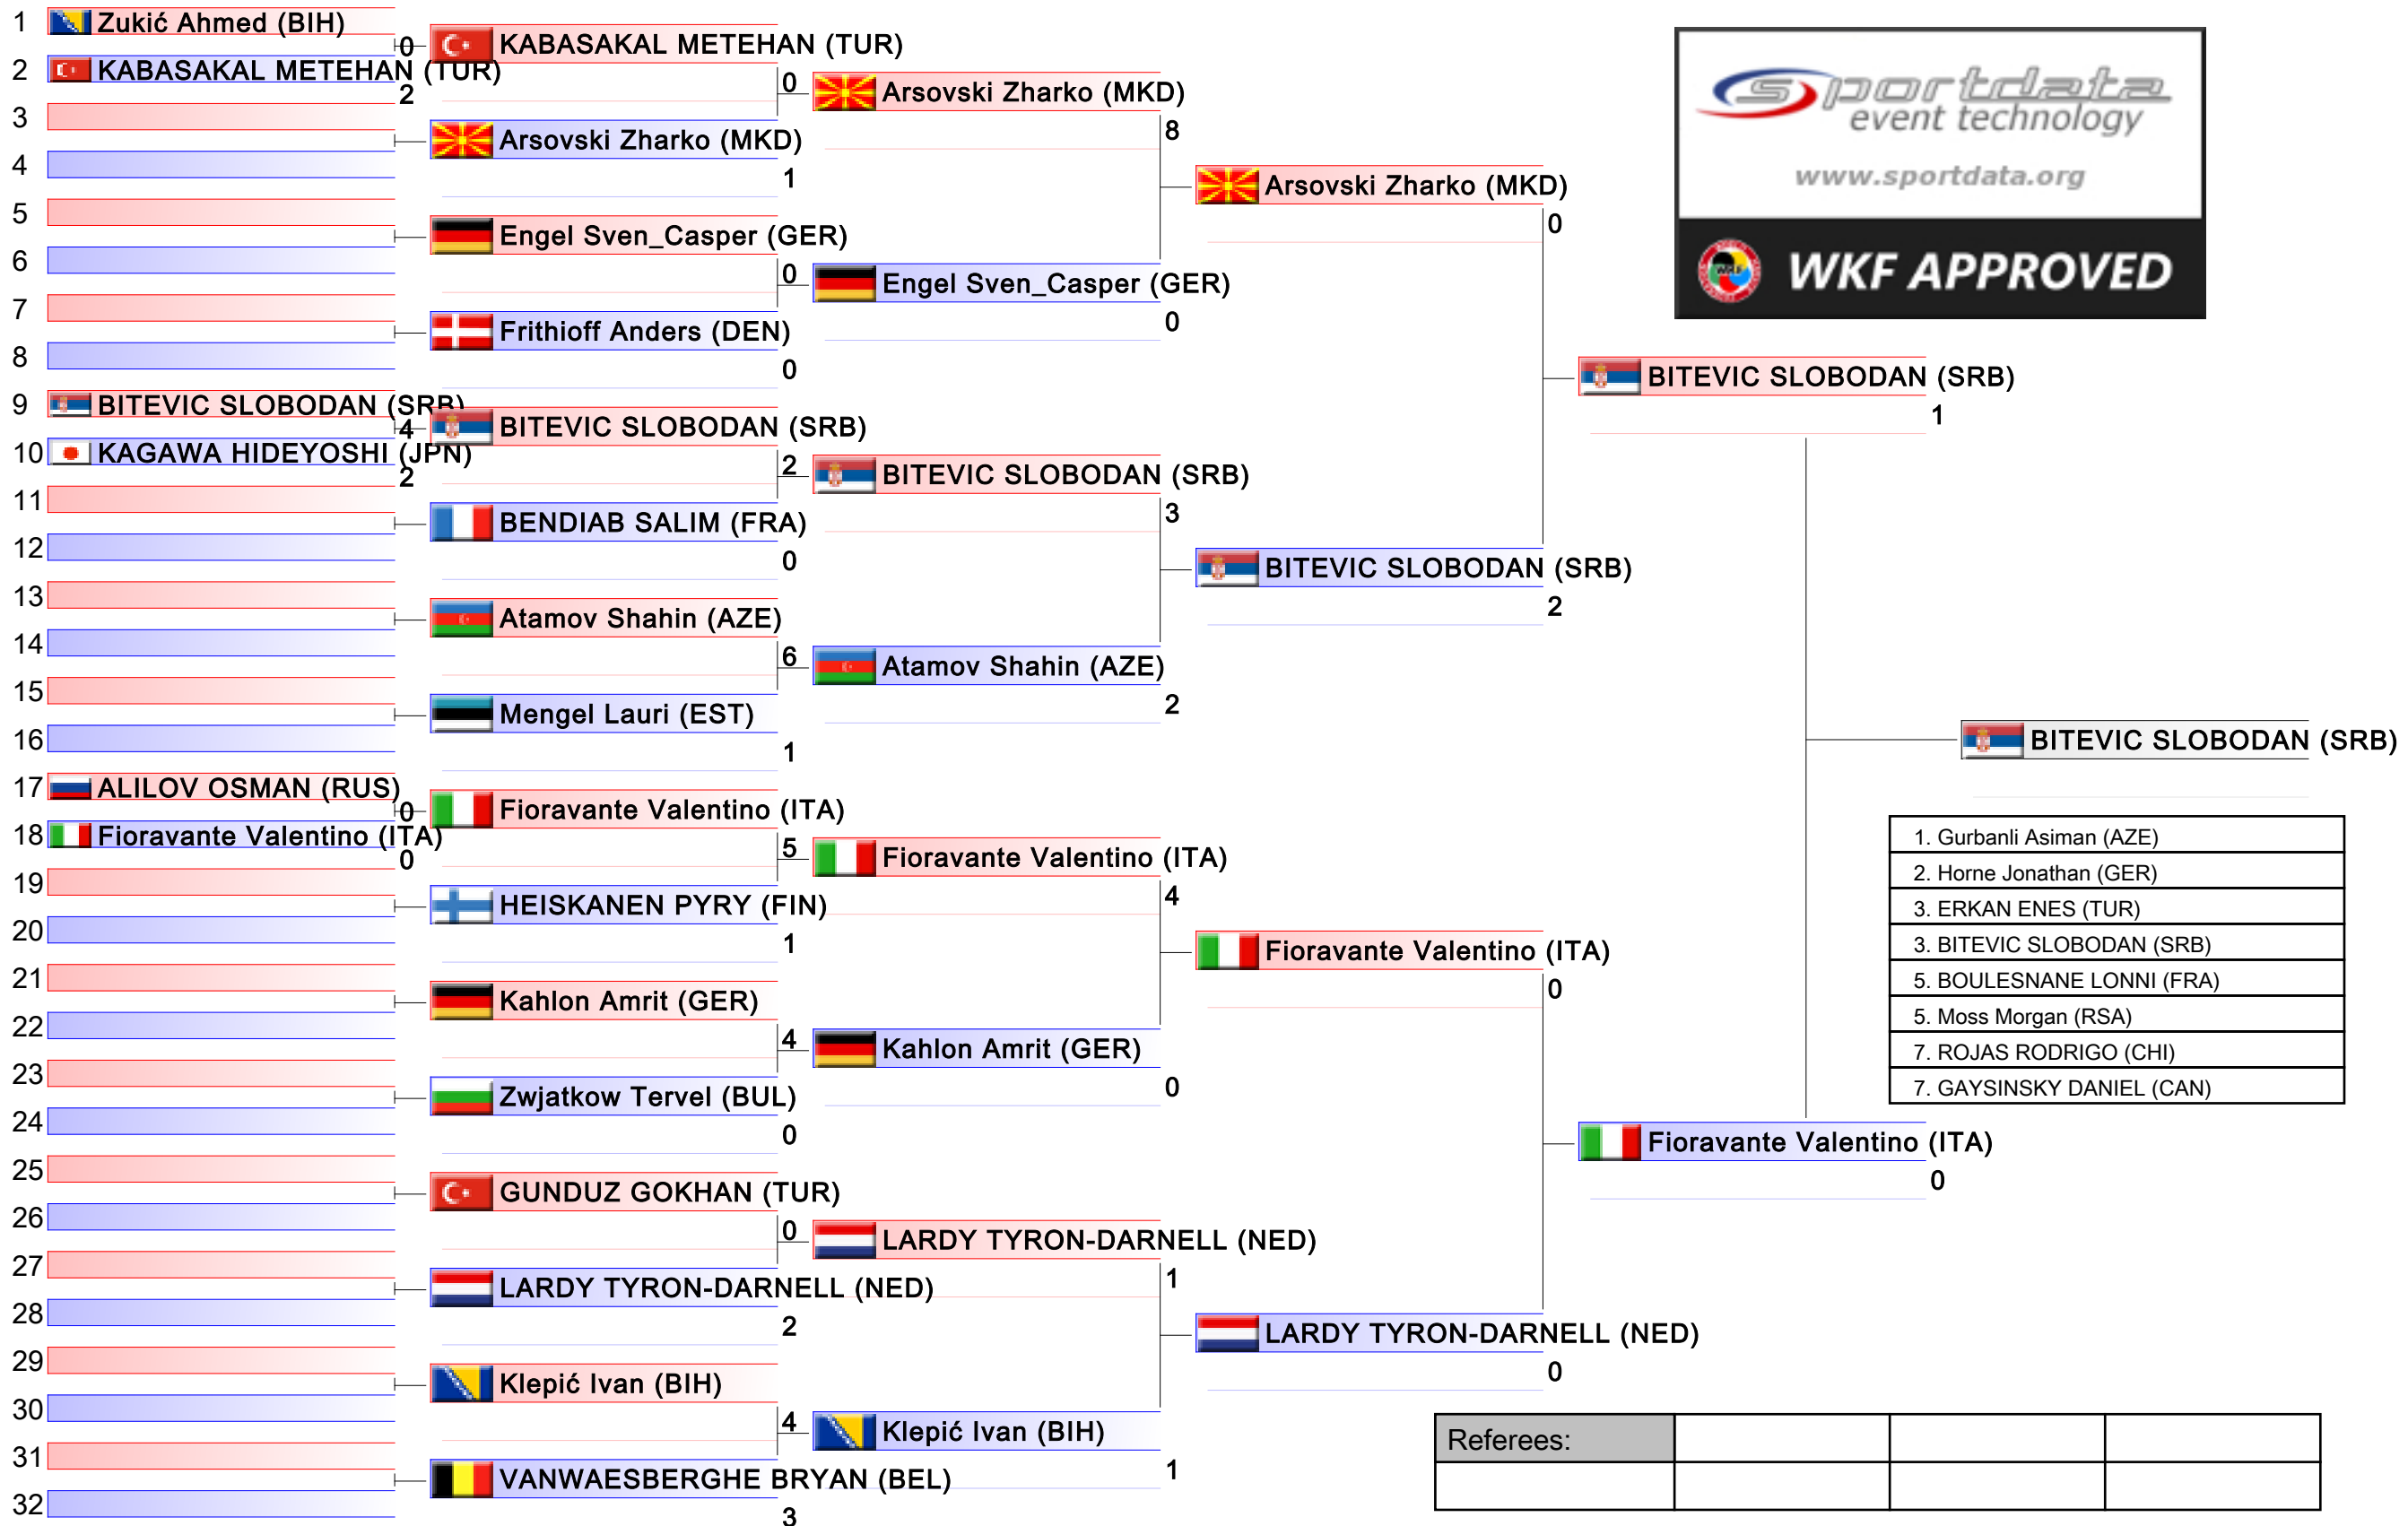 1 Zukić Ahmed (BIH)
0
2 KABASAKAL METEHAN (TUR)
2
3
4
5
6
7
8
9 BITEVIC SLOBODAN (SRB)
4
10 KAGAWA HIDEYOSHI (JPN)
2
11
12
13
14
15
16
17 ALILOV OSMAN (RUS)
0
18 Fioravante Valentino (ITA)
0
19
20
21
22
23
24
25
26
27
28
29
30
31
32
KABASAKAL METEHAN (TUR)
0
Arsovski Zharko (MKD)
1
Engel Sven_Casper (GER)
0
Frithioff Anders (DEN)
0
BITEVIC SLOBODAN (SRB)
2
BENDIAB SALIM (FRA)
0
Atamov Shahin (AZE)
6
Mengel Lauri (EST)
1
Fioravante Valentino (ITA)
5
HEISKANEN PYRY (FIN)
1
Kahlon Amrit (GER)
4
Zwjatkow Tervel (BUL)
0
GUNDUZ GOKHAN (TUR)
0
LARDY TYRON-DARNELL (NED)
2
Klepić Ivan (BIH)
4
VANWAESBERGHE BRYAN (BEL)
3
Arsovski Zharko (MKD)
8
Engel Sven_Casper (GER)
0
BITEVIC SLOBODAN (SRB)
3
Atamov Shahin (AZE)
2
Fioravante Valentino (ITA)
4
Kahlon Amrit (GER)
0
LARDY TYRON-DARNELL (NED)
1
Klepić Ivan (BIH)
1
Arsovski Zharko (MKD)
0
BITEVIC SLOBODAN (SRB)
2
Fioravante Valentino (ITA)
0
LARDY TYRON-DARNELL (NED)
0
BITEVIC SLOBODAN (SRB)
1
Fioravante Valentino (ITA)
0
BITEVIC SLOBODAN (SRB)
sportdata
event technology
www.sportdata.org
WKF
WKF APPROVED
1. Gurbanli Asiman (AZE)
2. Horne Jonathan (GER)
3. ERKAN ENES (TUR)
3. BITEVIC SLOBODAN (SRB)
5. BOULESNANE LONNI (FRA)
5. Moss Morgan (RSA)
7. ROJAS RODRIGO (CHI)
7. GAYSINSKY DANIEL (CAN)
Referees: